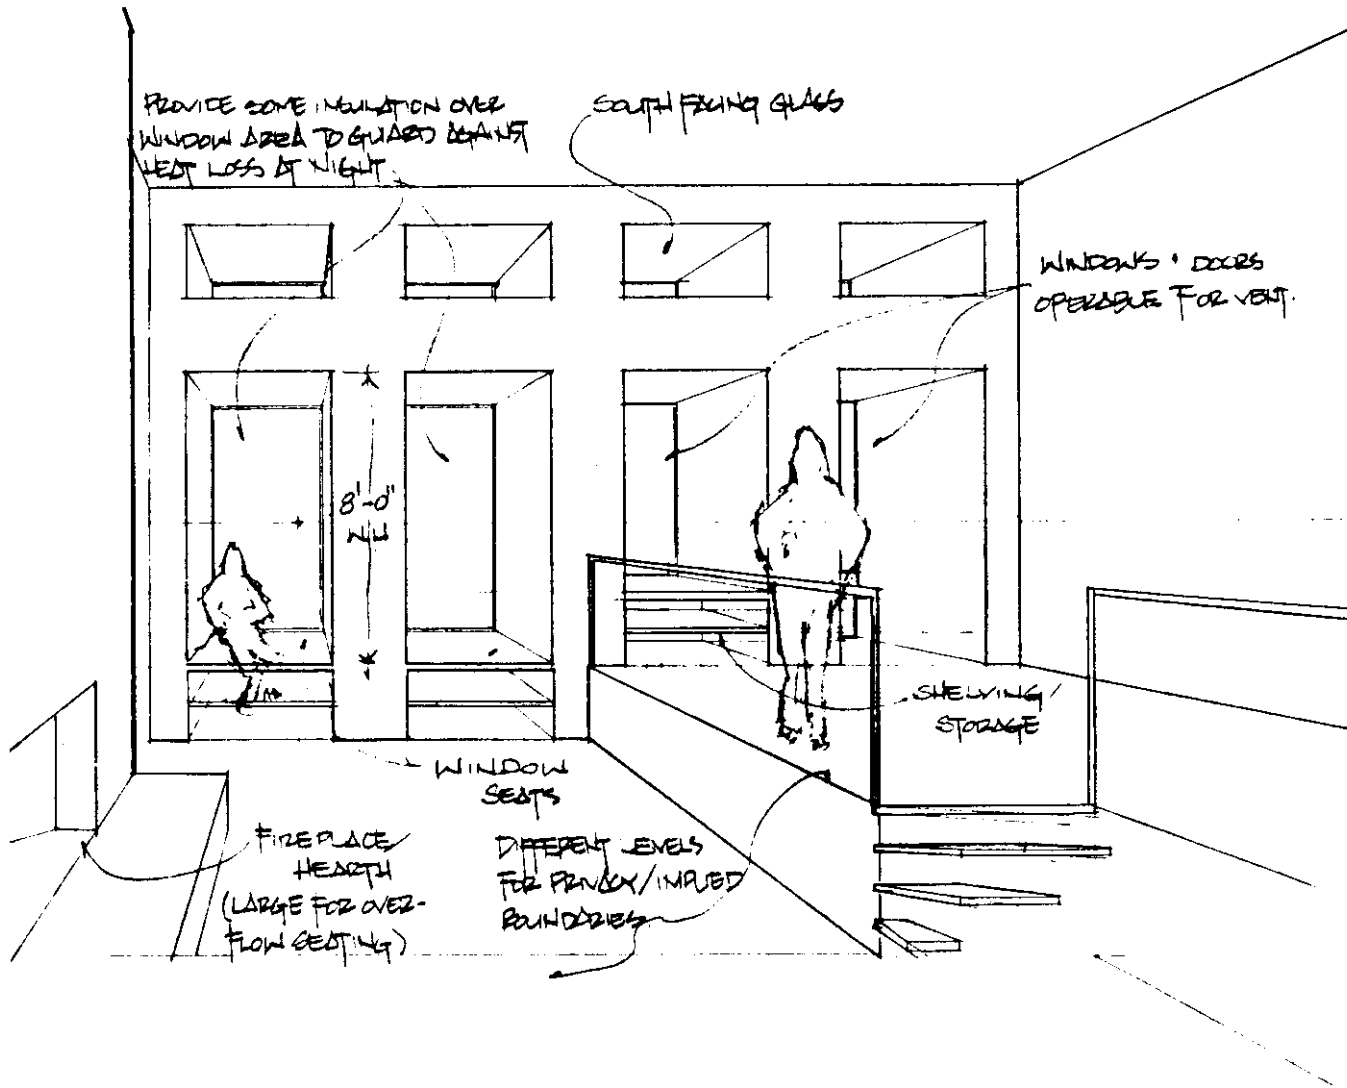 PROVIDE SOME INSULATION OVER
WINDOW AREA TO GUARD AGAINST
HEAT LOSS AT NIGHT
SOUTH FACING GLASS
WINDOWS + DOORS
OPERABLE FOR VENT.
8'-0"
SHELVING/
STORAGE
WINDOW
SEATS
FIREPLACE/
HEARTH
(LARGE FOR OVER-
FLOW SEATING)
DIFFERENT LEVELS
FOR PRIVACY/IMPLIED
BOUNDARIES